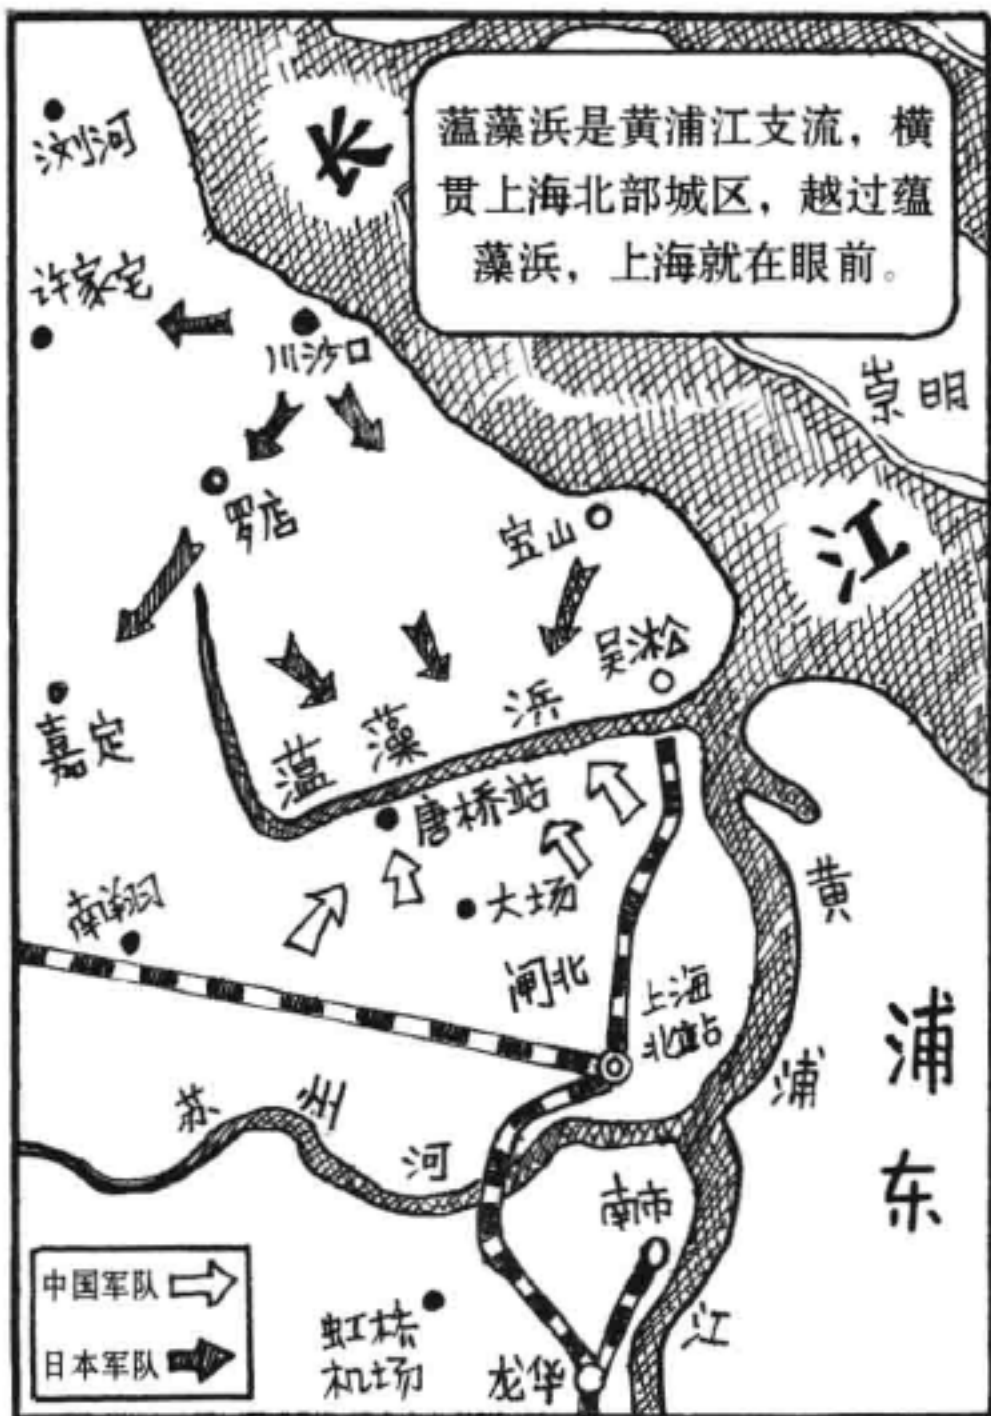 长
蕰藻浜是黄浦江支流，横
贯上海北部城区，越过蕴
藻浜，上海就在眼前。
浏河
许家宅
川沙口
崇明
罗店
宝山
江
吴淞
嘉定
蕰藻浜
唐桥站
南翔
大场
闸北
上海
北站
黄浦江
浦东
苏州河
南市
虹桥
机场
龙华
中国军队
日本军队